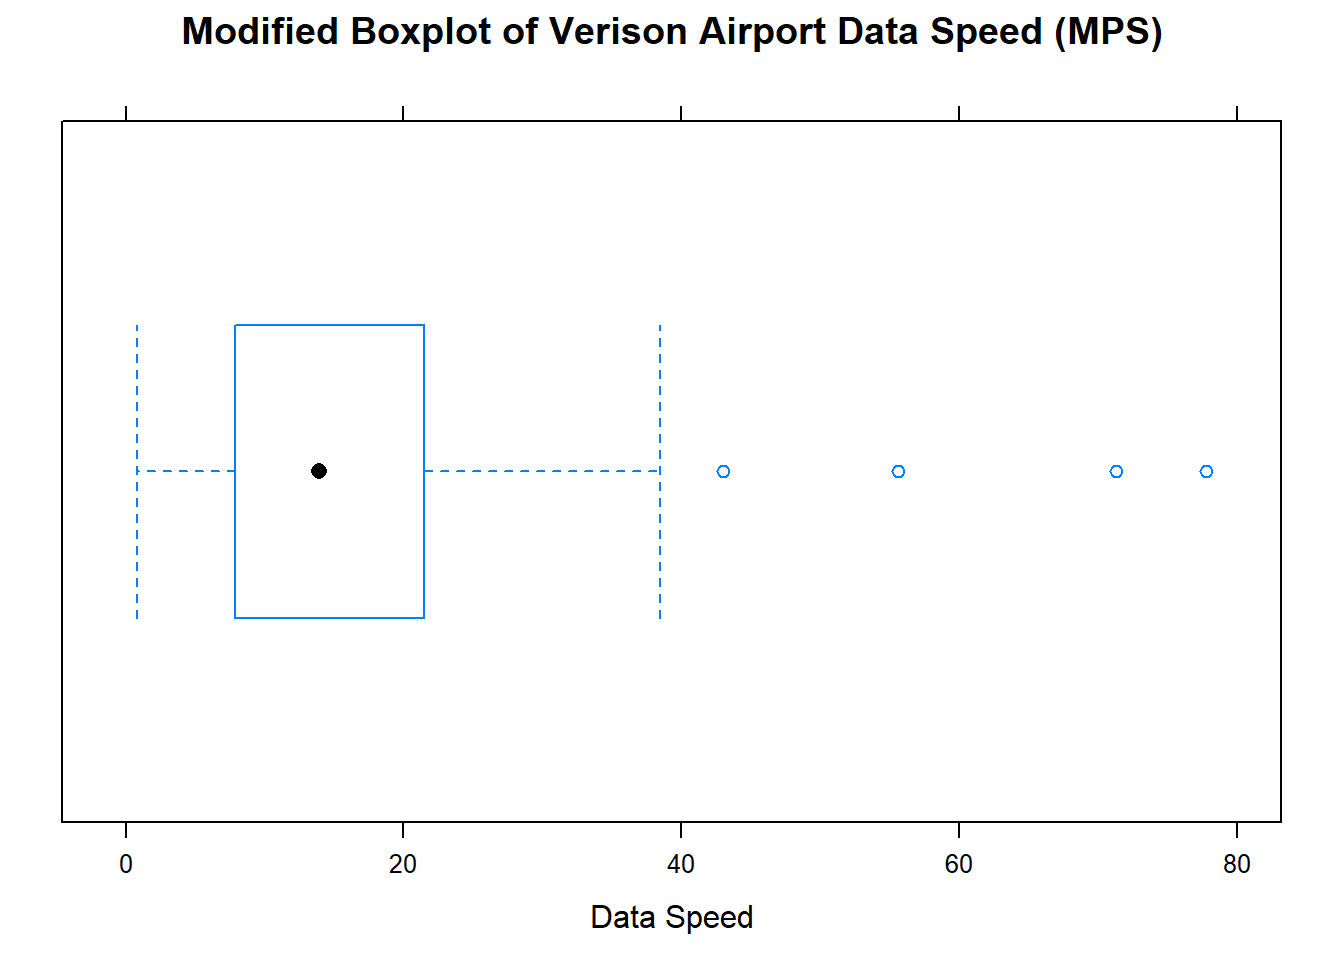 Modified Boxplot of Verison Airport Data Speed (MPS)
0 20 40 60 80
Data Speed